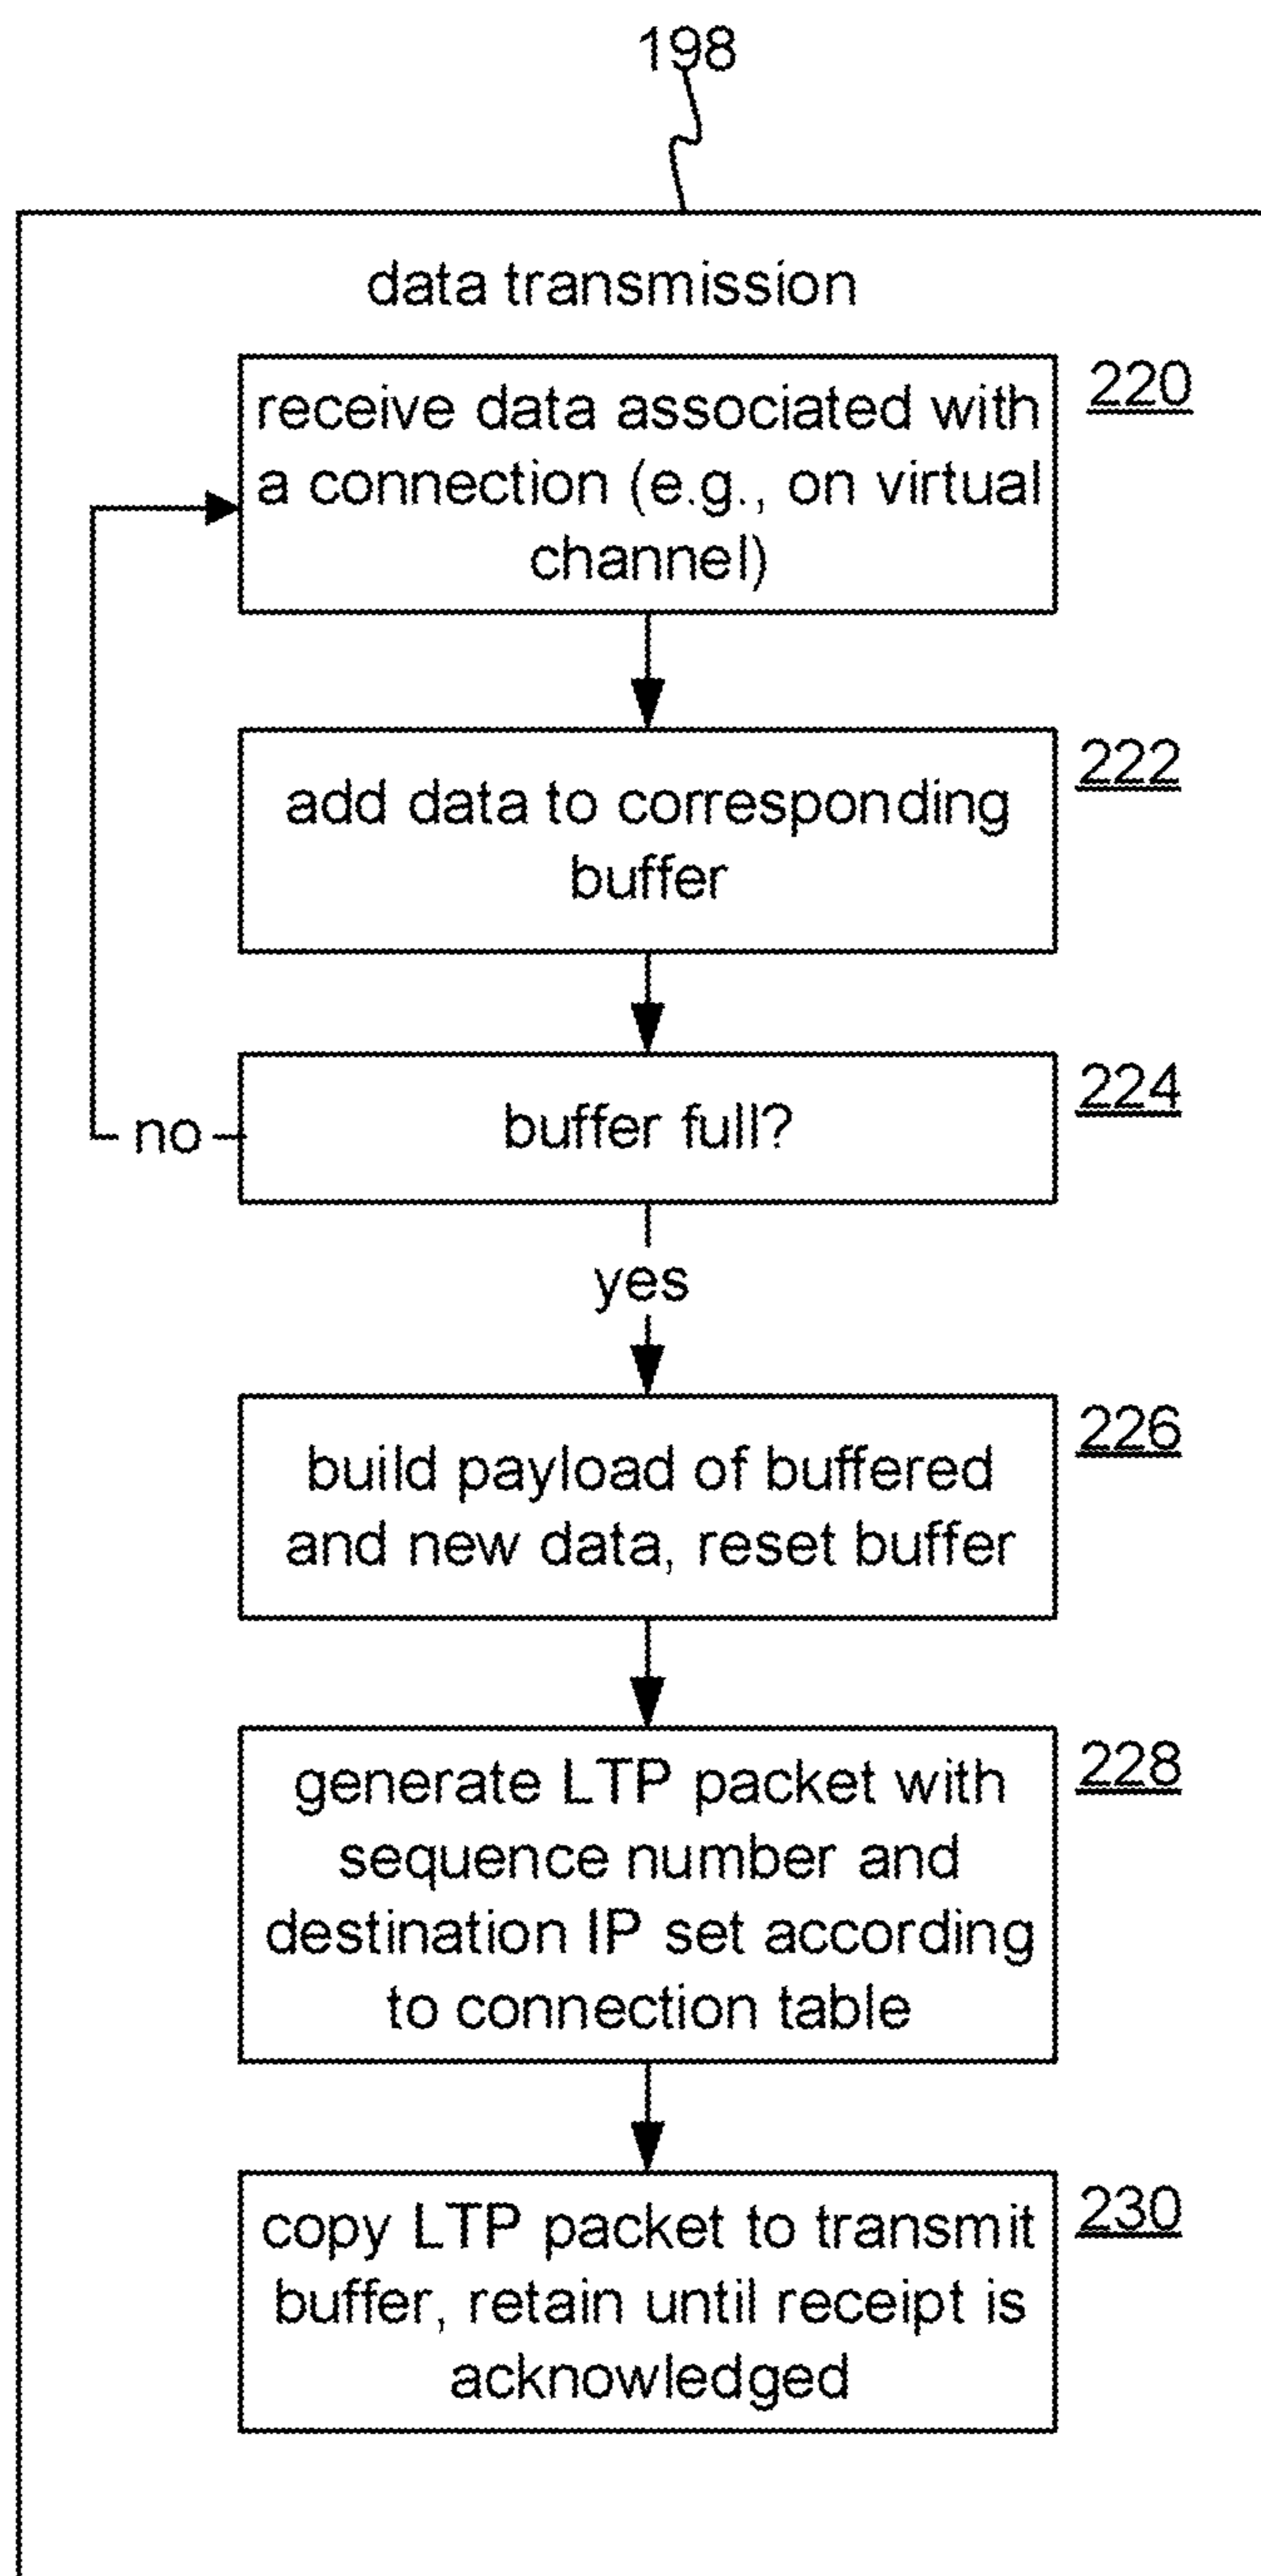 198
data transmission
receive data associated with
a connection (e.g., on virtual
channel)
220
add data to corresponding
buffer
222
buffer full?
224
no
yes
build payload of buffered
and new data, reset buffer
226
generate LTP packet with
sequence number and
destination IP set according
to connection table
228
copy LTP packet to transmit
buffer, retain until receipt is
acknowledged
230